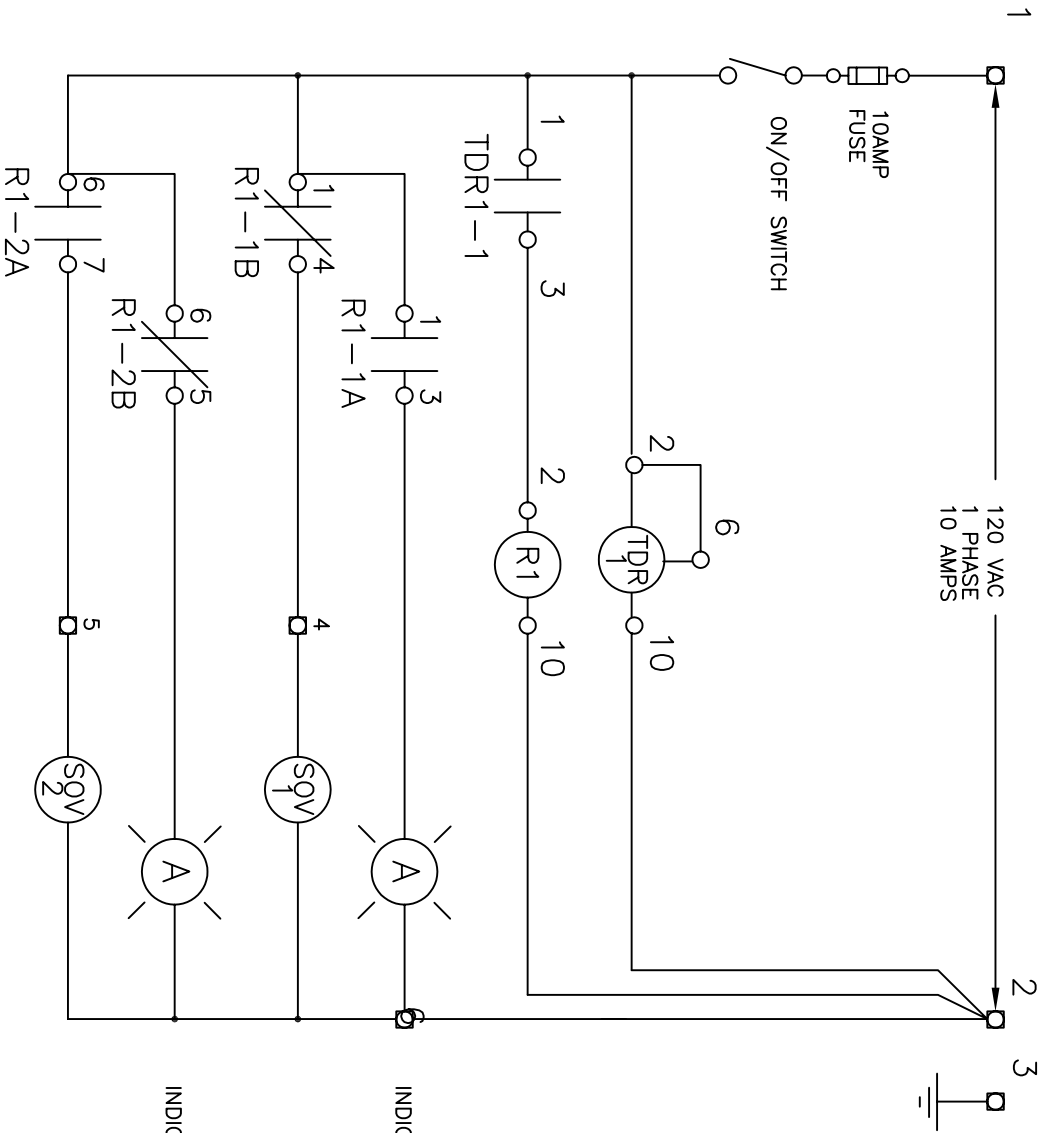 1
2
3
120 VAC
1 PHASE
10 AMPS
10AMP
FUSE
ON/OFF SWITCH
6
2
10
TDR
1
1
3
2
10
R1
TDR1-1
1
3
A
R1-1A
1
4
4
SOV
1
R1-1B
6
5
A
R1-2B
6
7
5
SOV
2
R1-2A